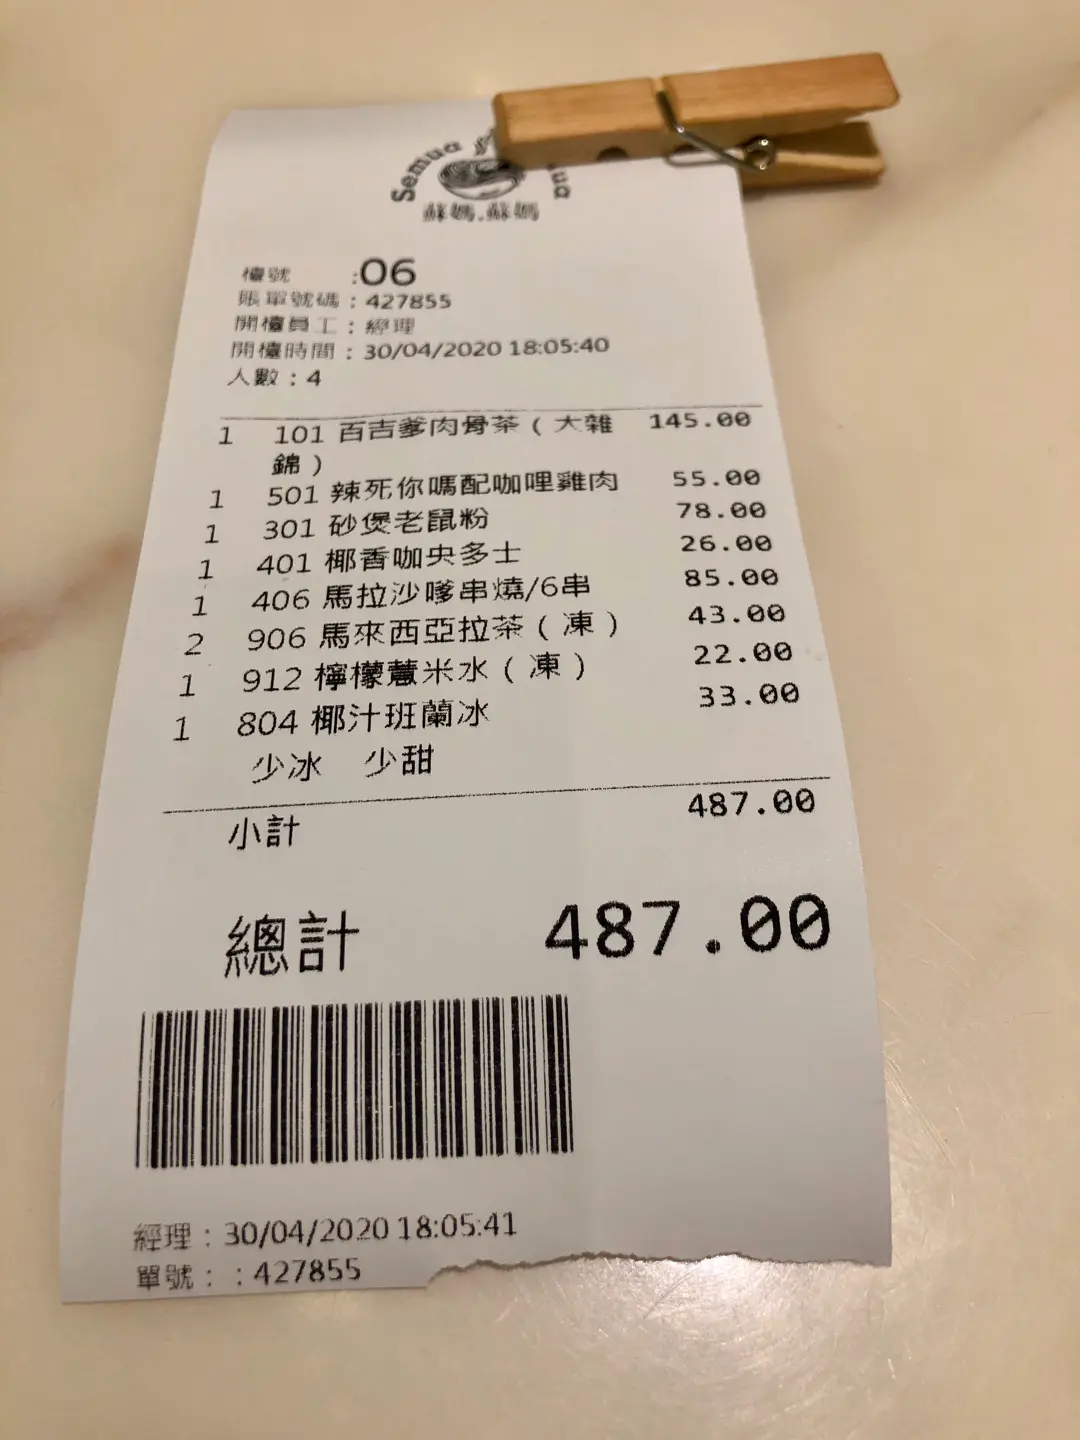 Semua
蘇媽.蘇媽
檯號 :06
賬單號碼：427855
開檯員工：經理
開檯時間：30/04/2020 18:05:40
人數：4
1 101 百吉爹肉骨茶（大雜 145.00
錦）
1 501 辣死你嗎配咖哩雞肉 55.00
1 301 砂煲老鼠粉 78.00
1 401 椰香咖央多士 26.00
1 406 馬拉沙嗲串燒/6串 85.00
2 906 馬來西亞拉茶（凍） 43.00
1 912 檸檬薏米水（凍） 22.00
1 804 椰汁班蘭冰 33.00
少冰 少甜
小計 487.00
總計 487.00
經理：30/04/2020 18:05:41
單號：：427855